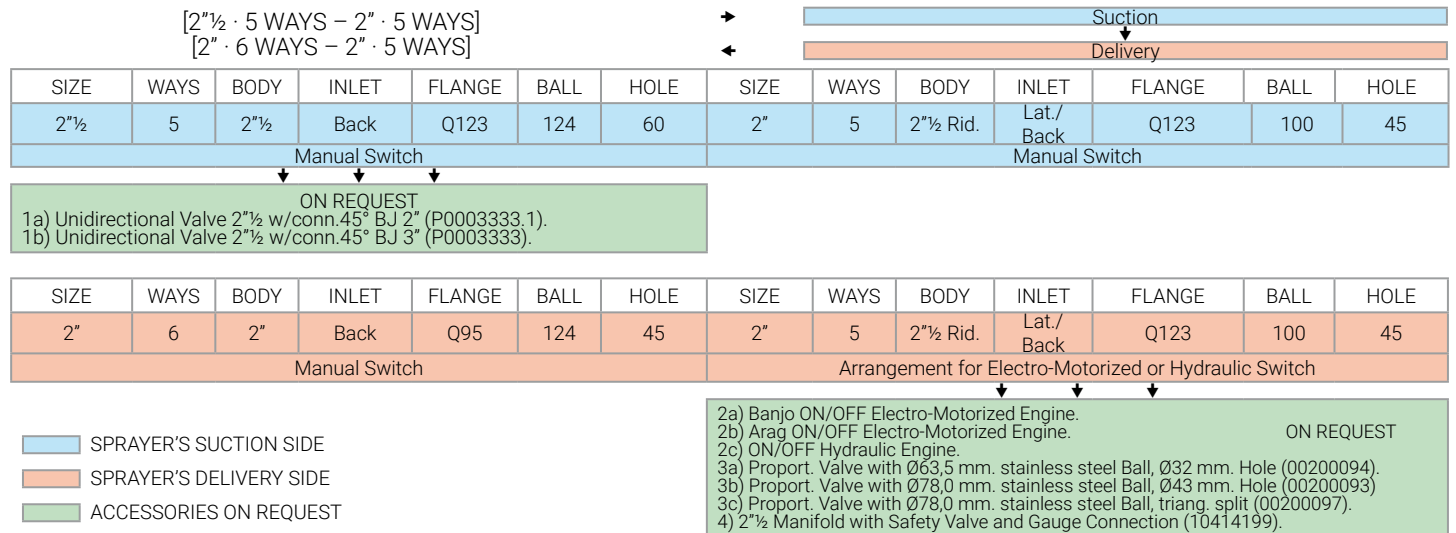 [2”½ · 5 WAYS – 2” · 5 WAYS]
[2” · 6 WAYS – 2” · 5 WAYS]
Suction
Delivery
SIZE WAYS BODY INLET FLANGE BALL HOLE SIZE WAYS BODY INLET FLANGE BALL HOLE
2”½ 5 2”½ Back Q123 124 60 2” 5 2”½ Rid. Lat./ Back Q123 100 45
Manual Switch Manual Switch
ON REQUEST
1a) Unidirectional Valve 2”½ w/conn.45° BJ 2” (P0003333.1).
1b) Unidirectional Valve 2”½ w/conn.45° BJ 3” (P0003333).
SIZE WAYS BODY INLET FLANGE BALL HOLE SIZE WAYS BODY INLET FLANGE BALL HOLE
2” 6 2” Back Q95 124 45 2” 5 2”½ Rid. Lat./ Back Q123 100 45
Manual Switch Arrangement for Electro-Motorized or Hydraulic Switch
2a) Banjo ON/OFF Electro-Motorized Engine.
2b) Arag ON/OFF Electro-Motorized Engine. ON REQUEST
2c) ON/OFF Hydraulic Engine.
3a) Proport. Valve with Ø63,5 mm. stainless steel Ball, Ø32 mm. Hole (00200094).
3b) Proport. Valve with Ø78,0 mm. stainless steel Ball, Ø43 mm. Hole (00200093)
3c) Proport. Valve with Ø78,0 mm. stainless steel Ball, triang. split (00200097).
4) 2”½ Manifold with Safety Valve and Gauge Connection (10414199).
SPRAYER’S SUCTION SIDE
SPRAYER’S DELIVERY SIDE
ACCESSORIES ON REQUEST